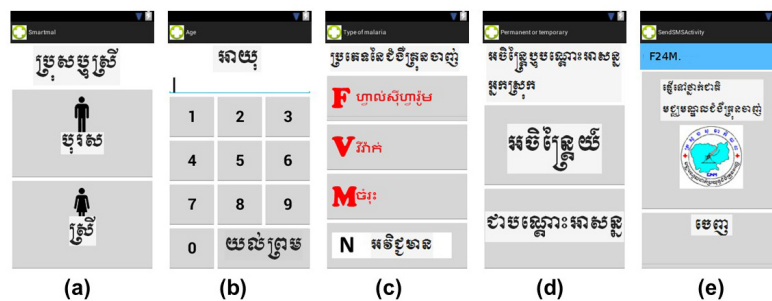 Smartmal
ប្រុសឬស្រី
បុរស
ស្រី
(a)
Age
អាយុ
1 2 3
4 5 6
7 8 9
0 យល់ព្រម
(b)
Type of malaria
ប្រភេទនៃជំងឺគ្រុនចាញ់
F ហ្វាល់ស៊ីហ្វារ៉ូម
V វីវ៉ាក់
M ចំរុះ
N អវិជ្ជមាន
(c)
Permanent or temporary
អចិន្ត្រៃឬបណ្តោះអាសន្ន
អ្នកស្រុក
អចិន្ត្រៃយ៍
ជាបណ្តោះអាសន្ន
(d)
SendSMSActivity
F24M.
ផ្ញើទៅថ្នាក់ជាតិ
មជ្ឈមណ្ឌលជំងឺគ្រុនចាញ់
CNM
ចេញ
(e)